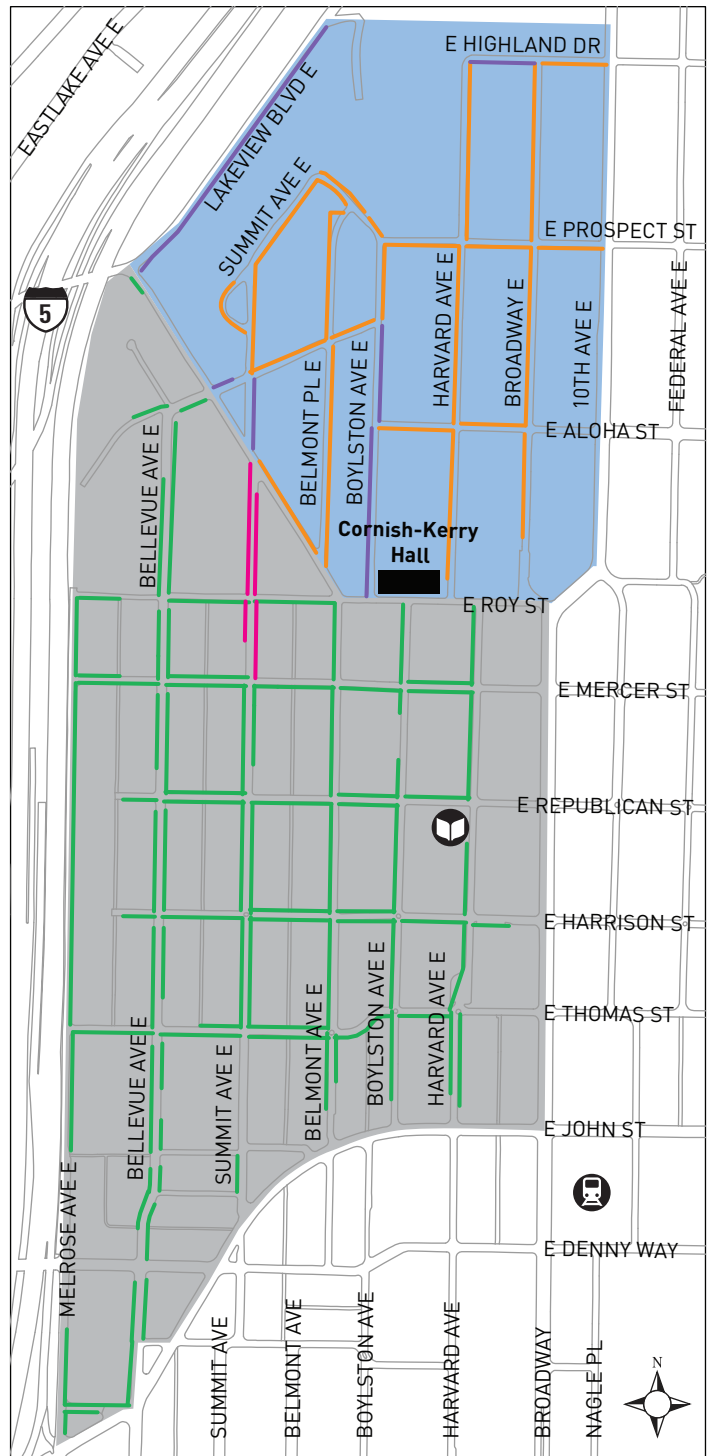 E HIGHLAND DR
EASTLAKE AVE E
LAKEVIEW BLVD E
SUMMIT AVE E
E PROSPECT ST
5
HARVARD AVE E
BROADWAY E
10TH AVE E
FEDERAL AVE E
BELMONT PL E
BOYLSTON AVE E
E ALOHA ST
BELLEVUE AVE E
Cornish-Kerry
Hall
E ROY ST
E MERCER ST
E REPUBLICAN ST
E HARRISON ST
E THOMAS ST
BELLEVUE AVE E
SUMMIT AVE E
BELMONT AVE E
BOYLSTON AVE E
HARVARD AVE E
E JOHN ST
MELROSE AVE E
E DENNY WAY
SUMMIT AVE
BELMONT AVE
BOYLSTON AVE
HARVARD AVE
BROADWAY
NAGLE PL
N